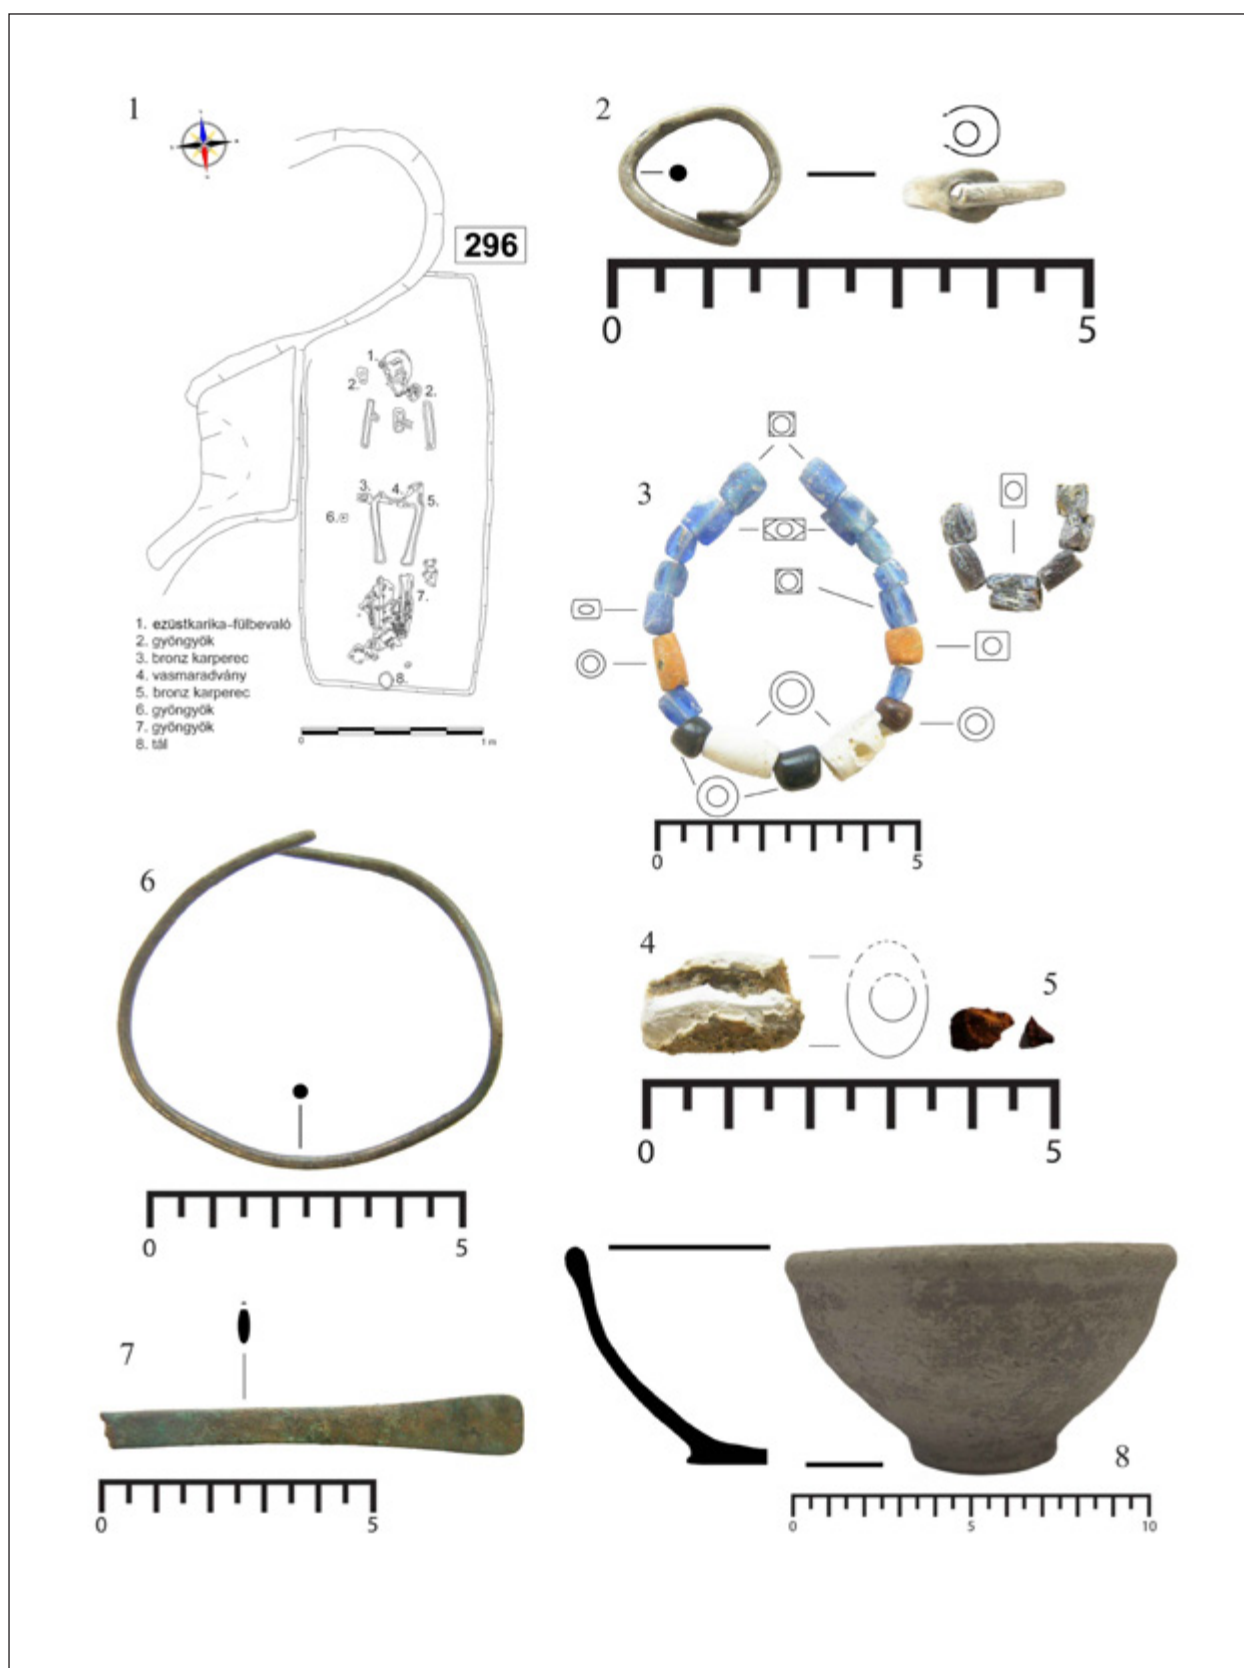 1
296
1.
2.
2.
3.
4.
5.
6.
7.
8.
1. ezüstkarika-fülbevaló
2. gyöngyök
3. bronz karperec
4. vasmaradvány
5. bronz karperec
6. gyöngyök
7. gyöngyök
8. tál
0 1 m
2
0 5
3
0 5
6
0 5
4
5
0 5
7
0 5
8
0 5 10